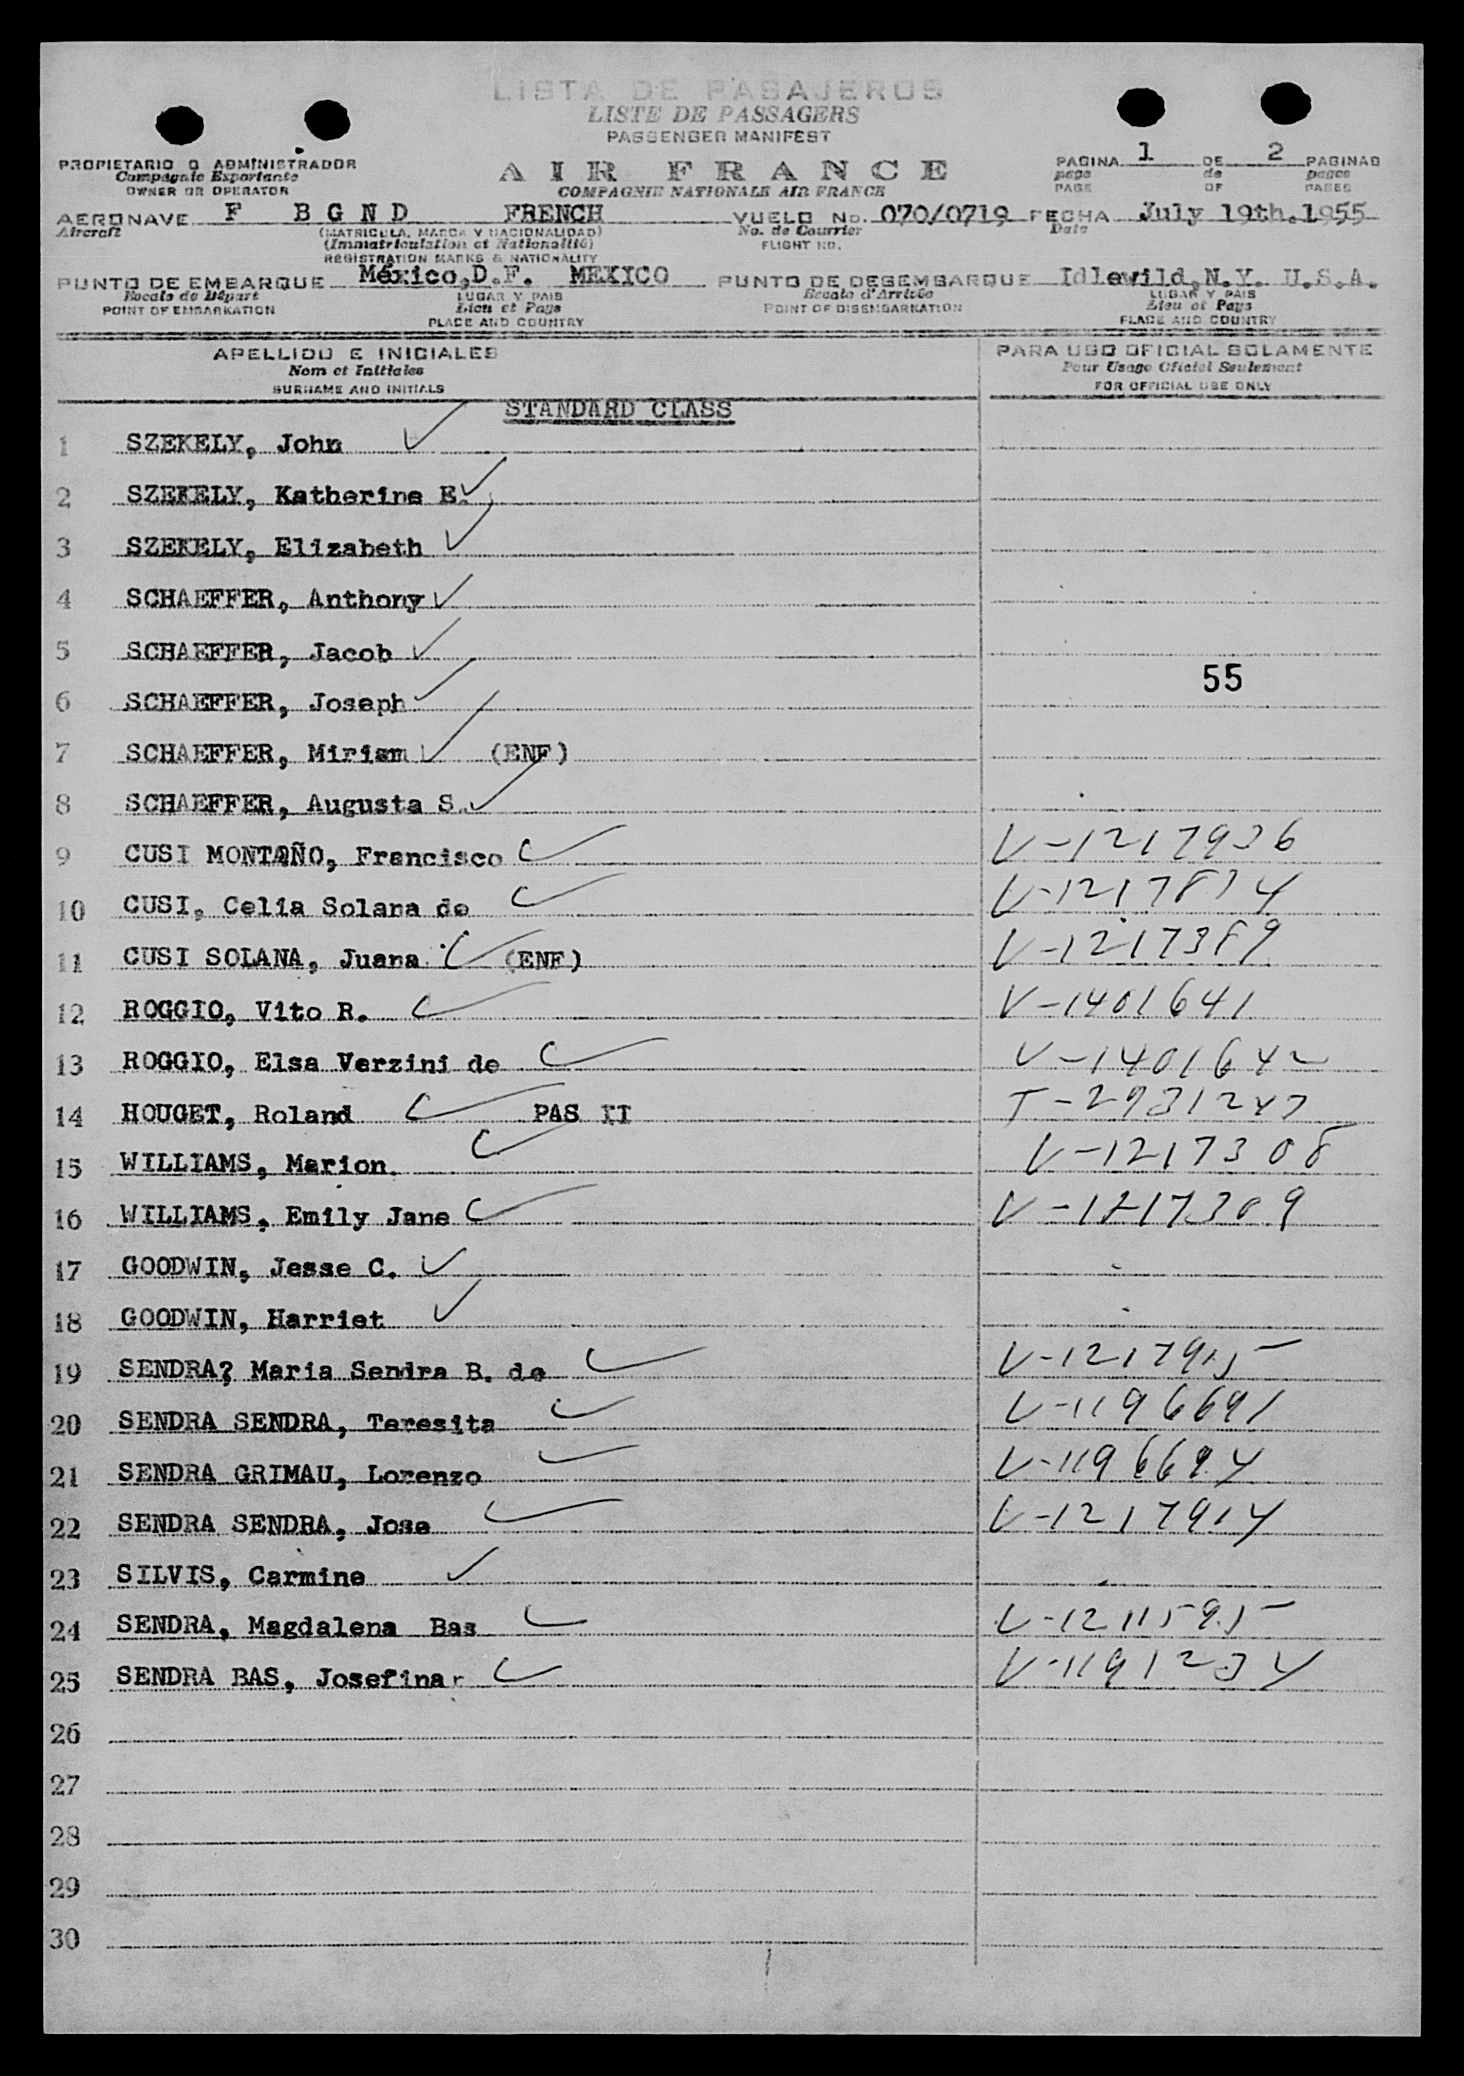 LISTA DE PASAJEROS
LISTE DE PASSAGERS
PASSENGER MANIFEST
PROPIETARIO O ADMINISTRADOR
Compagnie Exportante
OWNER OR OPERATOR
AIR FRANCE
COMPAGNIE NATIONALE AIR FRANCE
PAGINA 1 DE 2 PAGINAS
page de pages
PAGE OF PAGES
AERONAVE F BGND FRENCH VUELO No. 070/0719 FECHA July 19th.1955
Aircraft (MATRICULA, MARCA Y NACIONALIDAD) No. de Courrier Date
(Immatriculation et Nationalité) FLIGHT NO.
REGISTRATION MARKS & NATIONALITY
PUNTO DE EMBARQUE México,D.F. MEXICO PUNTO DE DESEMBARQUE Idlewild,N.Y. U.S.A.
Escale de Départ LUGAR Y PAIS Escale d'Arrivée LUGAR Y PAIS
POINT OF EMBARKATION Lieu et Pays POINT OF DISEMBARKATION Lieu et Pays
PLACE AND COUNTRY PLACE AND COUNTRY
APELLIDO E INICIALES PARA USO OFICIAL SOLAMENTE
Nom et Initiales Pour Usage Oficiel Seulement
SURNAME AND INITIALS FOR OFFICIAL USE ONLY
STANDARD CLASS
1 SZEKELY, John
2 SZEKELY, Katherine E.
3 SZEKELY, Elizabeth
4 SCHAEFFER, Anthony
5 SCHAEFFER, Jacob
55
6 SCHAEFFER, Joseph
7 SCHAEFFER, Miriam (ENF)
8 SCHAEFFER, Augusta S.
9 CUSI MONTAÑO, Francisco V-1217936
10 CUSI, Celia Solana de V-1217834
11 CUSI SOLANA, Juana (ENF) V-1217389
12 ROGGIO, Vito R. V-1401641
13 ROGGIO, Elsa Verzini de V-1401642
14 HOUGET, Roland PAS II
15 WILLIAMS, Marion V-1217308
16 WILLIAMS, Emily Jane V-1217309
17 GOODWIN, Jesse C.
18 GOODWIN, Harriet
19 SENDRA? Maria Sendra B. de V-1217915
20 SENDRA SENDRA, Teresita V-1196691
21 SENDRA GRIMAU, Lorenzo V-1196694
22 SENDRA SENDRA, Jose V-1217914
23 SILVIS, Carmine
24 SENDRA, Magdalena Bas V-1211595
25 SENDRA BAS, Josefina V-1191234
26
27
28
29
30